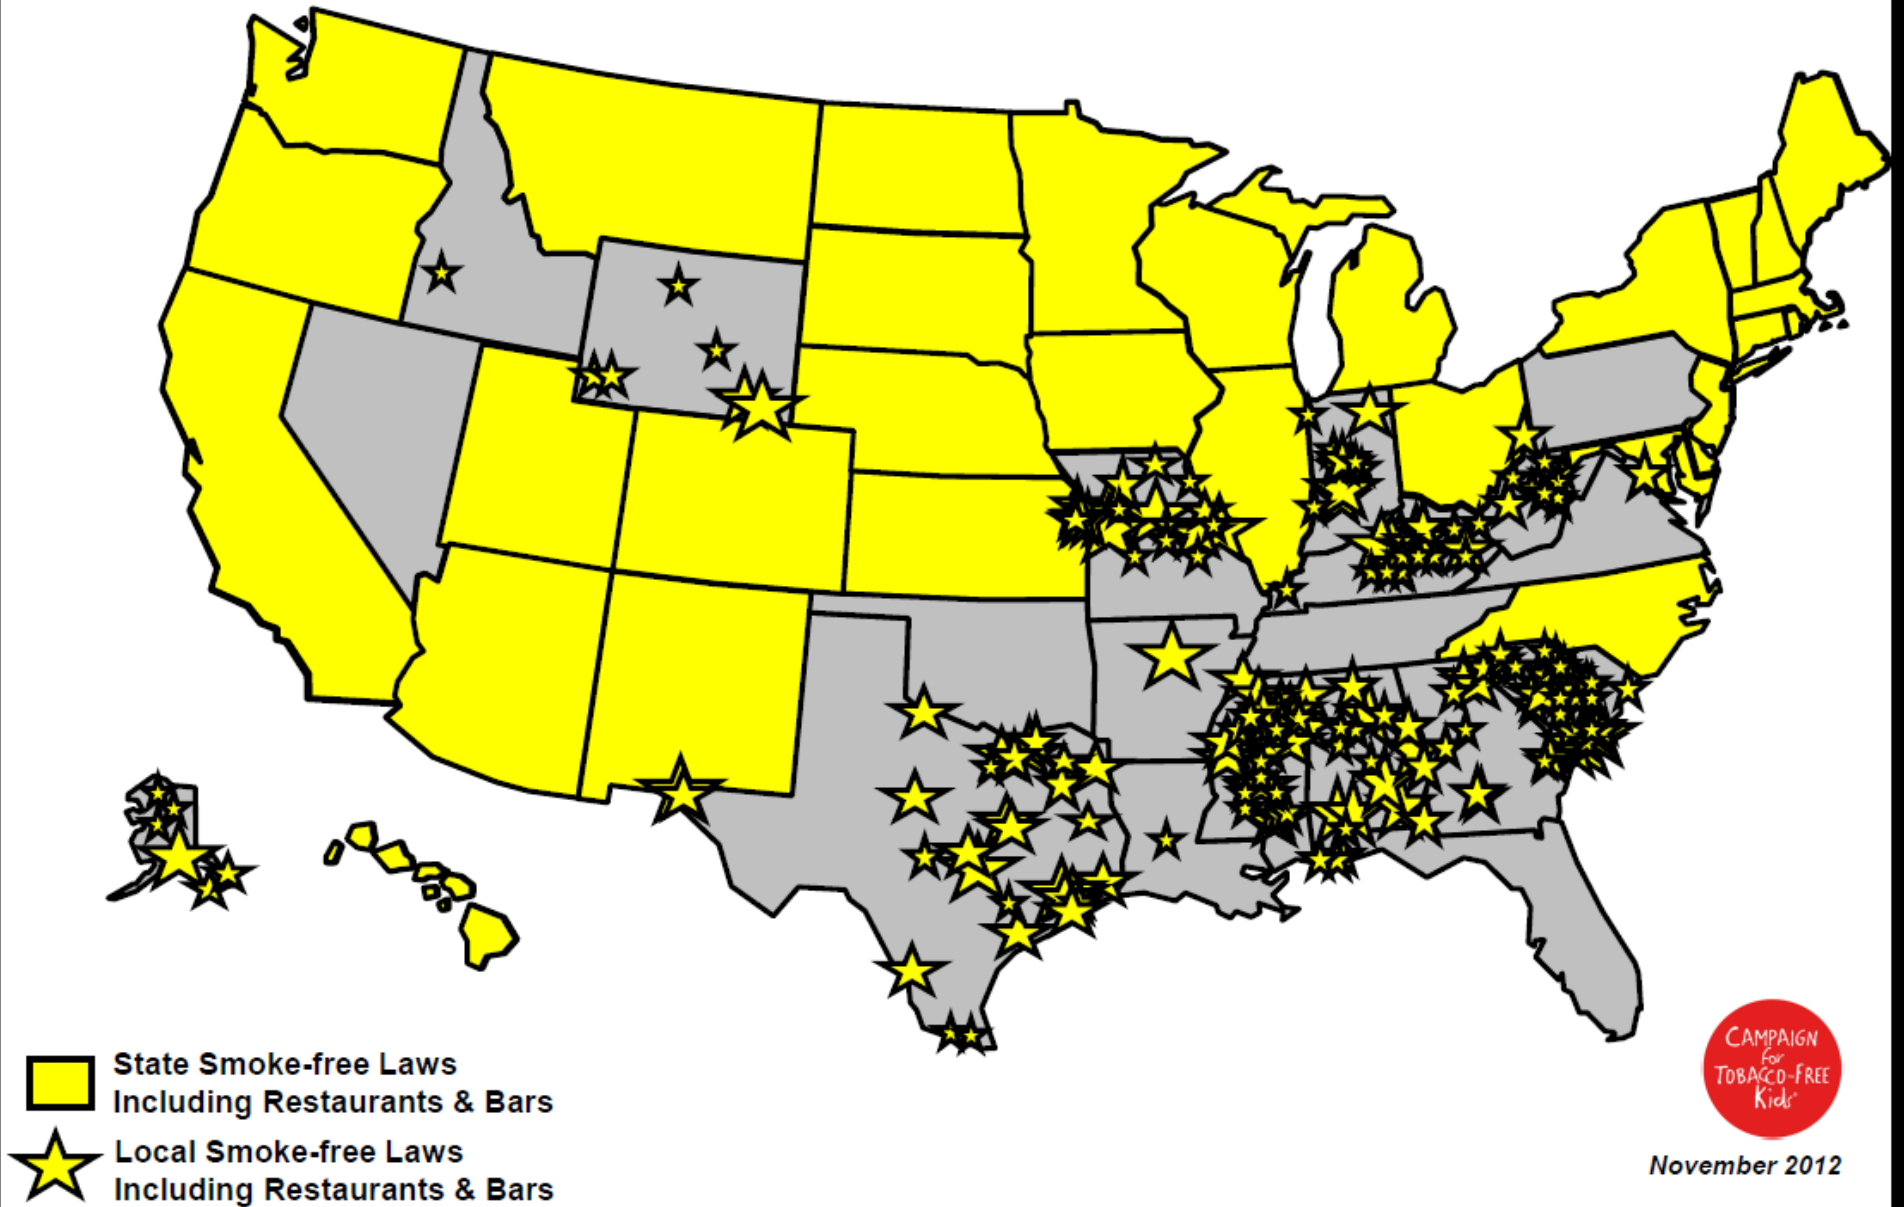 State Smoke-free Laws
Including Restaurants & Bars
Local Smoke-free Laws
Including Restaurants & Bars
CAMPAIGN
for
TOBACCO-FREE
Kids®
November 2012